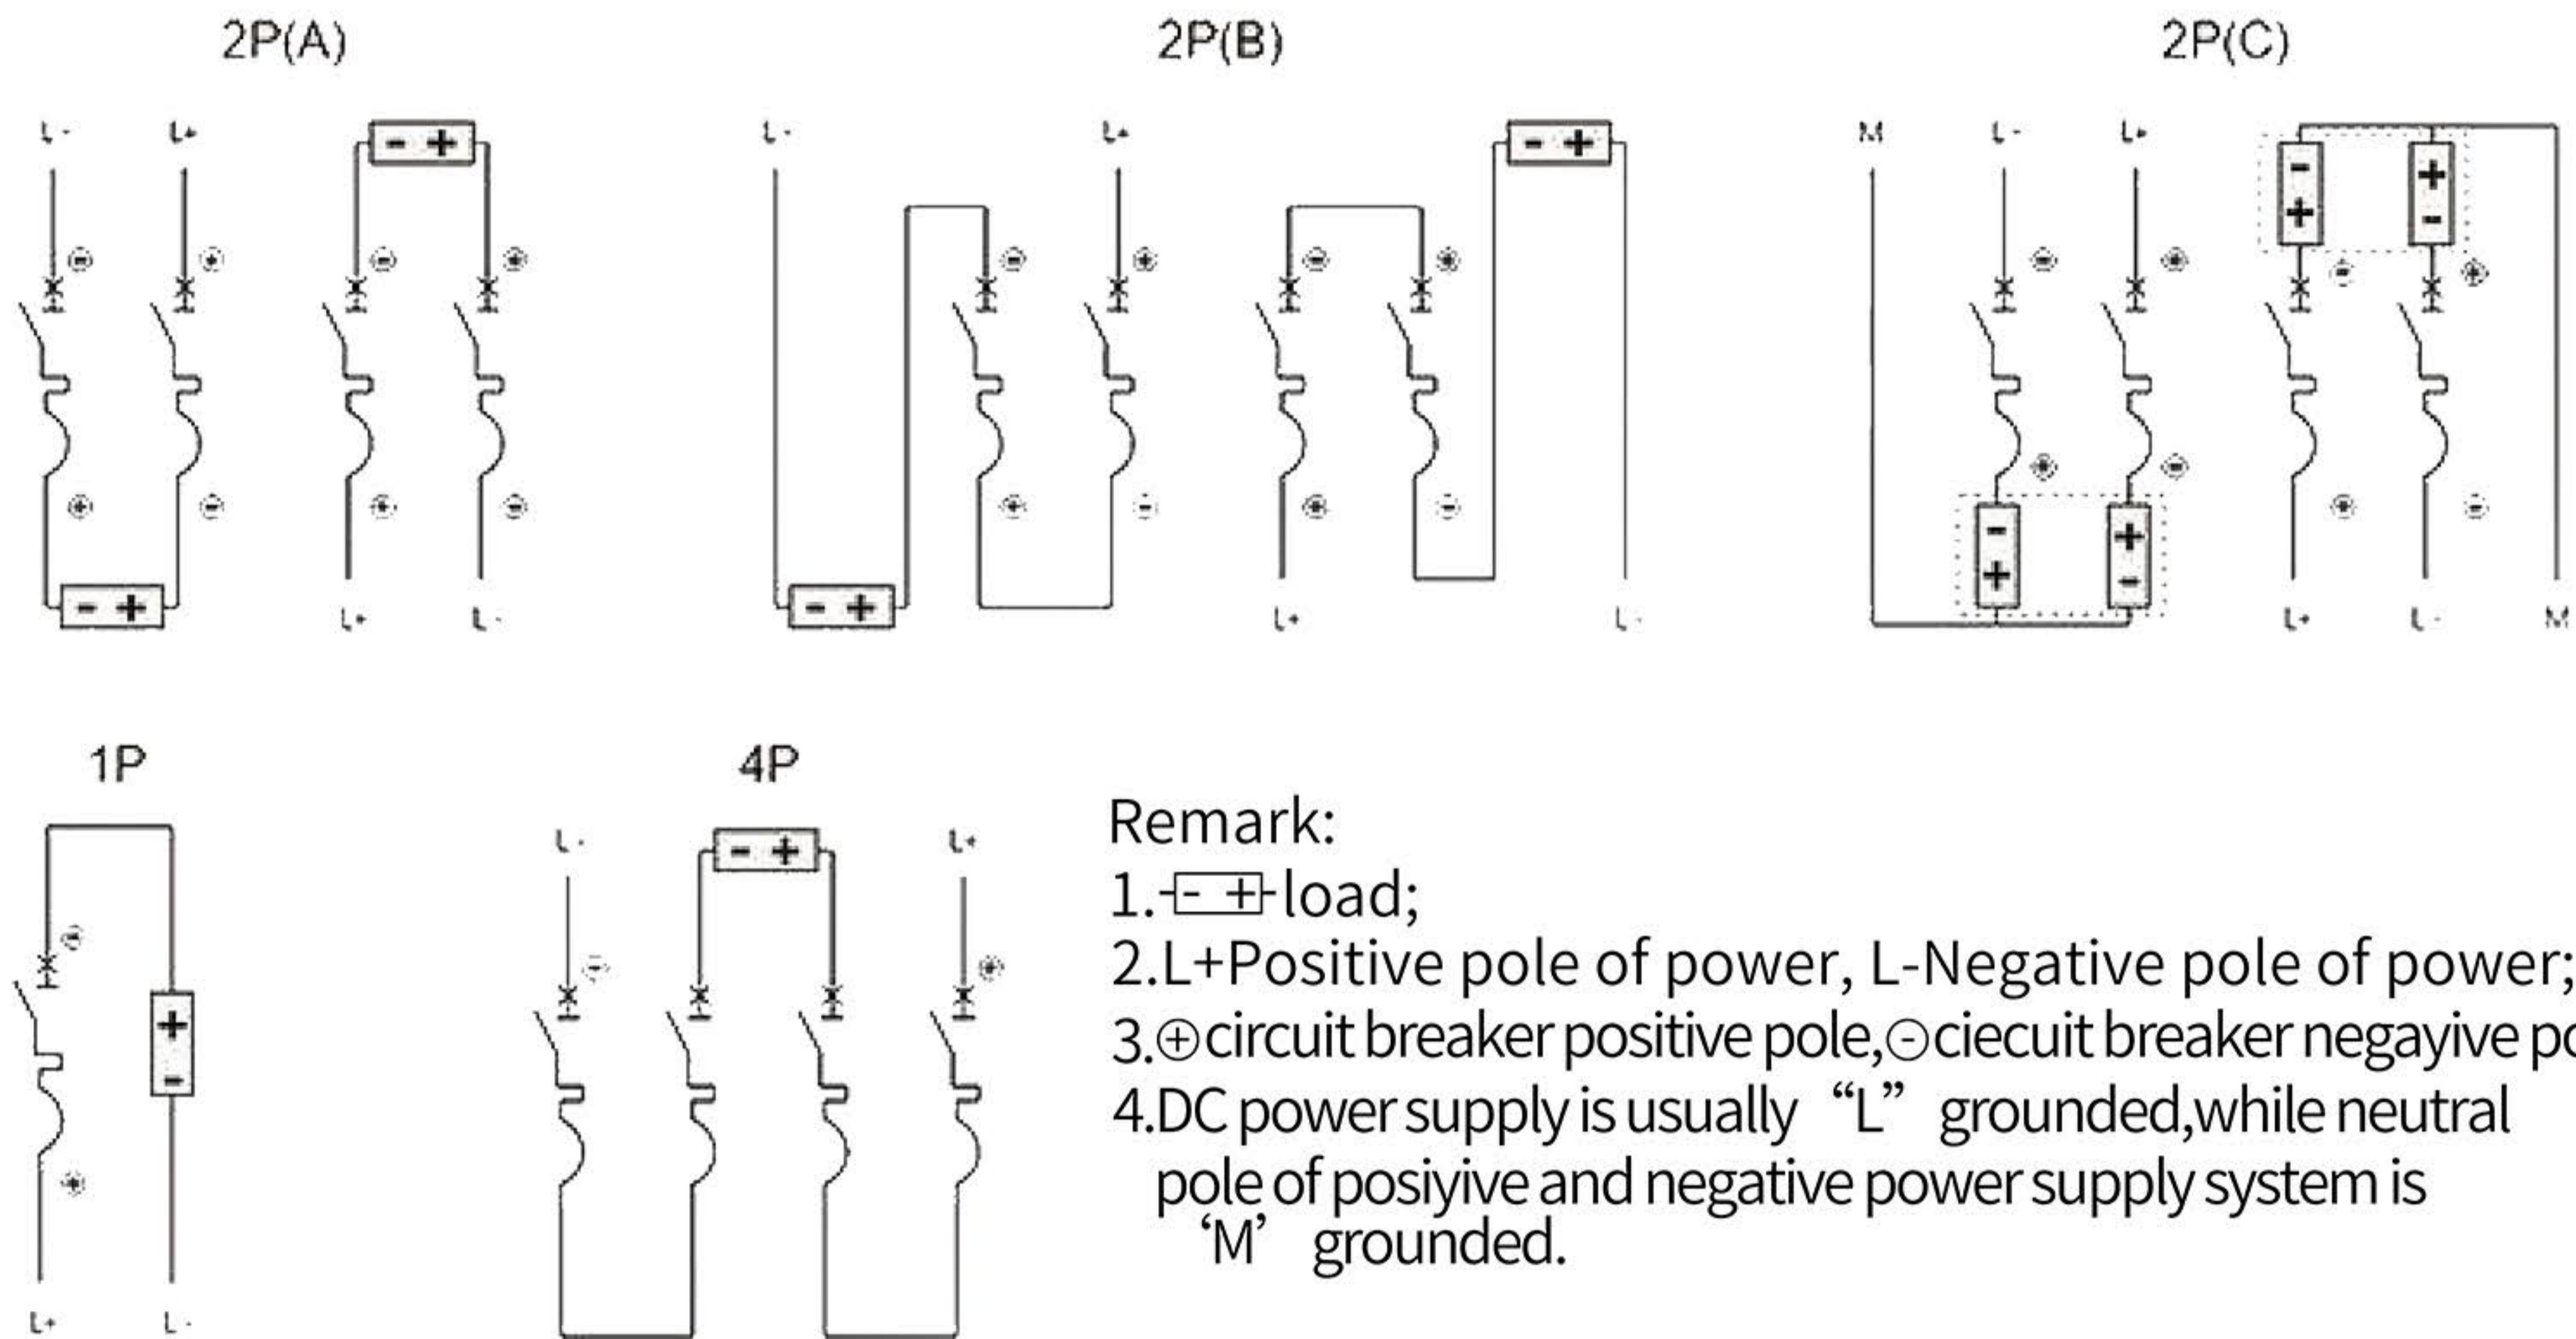 2P(A) 2P(B) 2P(C)
L - L+ - + L - L+ - + M L - L+
- + - +
- + - +
L+ L - L+ L - L+ L - M
1P 4P
L - - + L+
+
-
L+ L -
Remark:
1. - + load;
2.L+Positive pole of power, L-Negative pole of power;
3.⊕circuit breaker positive pole,⊖ciecuit breaker negayive
4.DC power supply is usually “L” grounded,while neutral
pole of posiyive and negative power supply system is
‘M’ grounded.